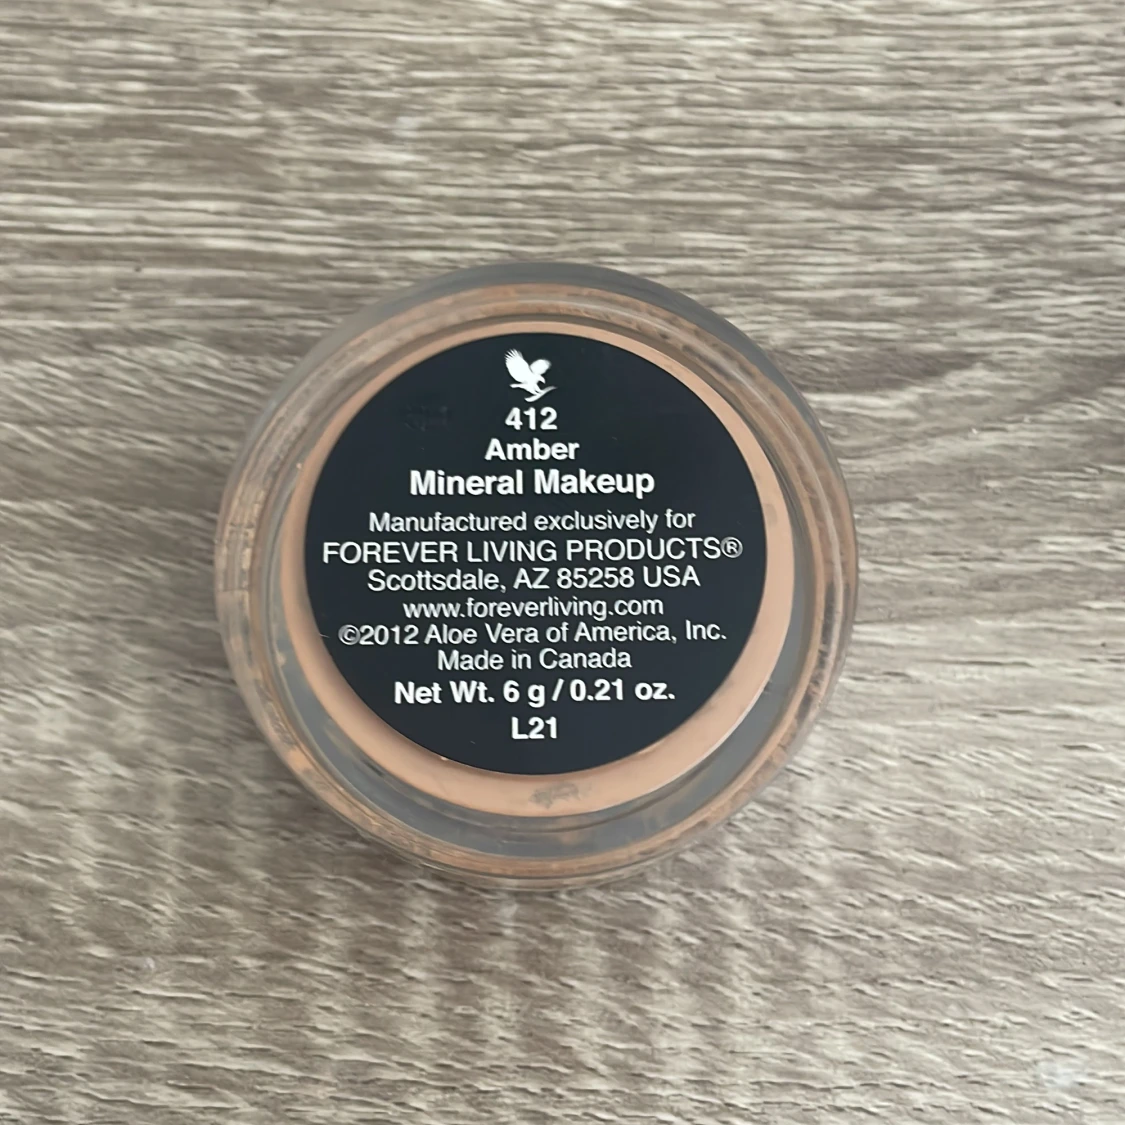 412
Amber
Mineral Makeup
Manufactured exclusively for
FOREVER LIVING PRODUCTS®
Scottsdale, AZ 85258 USA
www.foreverliving.com
©2012 Aloe Vera of America, Inc.
Made in Canada
Net Wt. 6 g / 0.21 oz.
L21